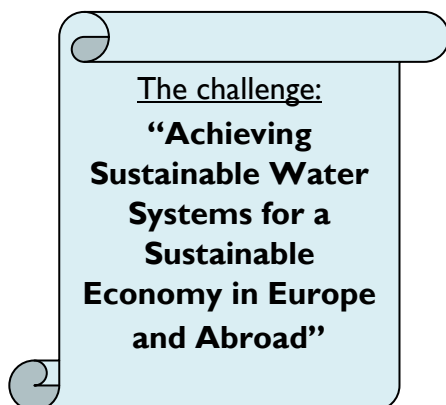 The challenge:
“Achieving
Sustainable Water
Systems for a
Sustainable
Economy in Europe
and Abroad”